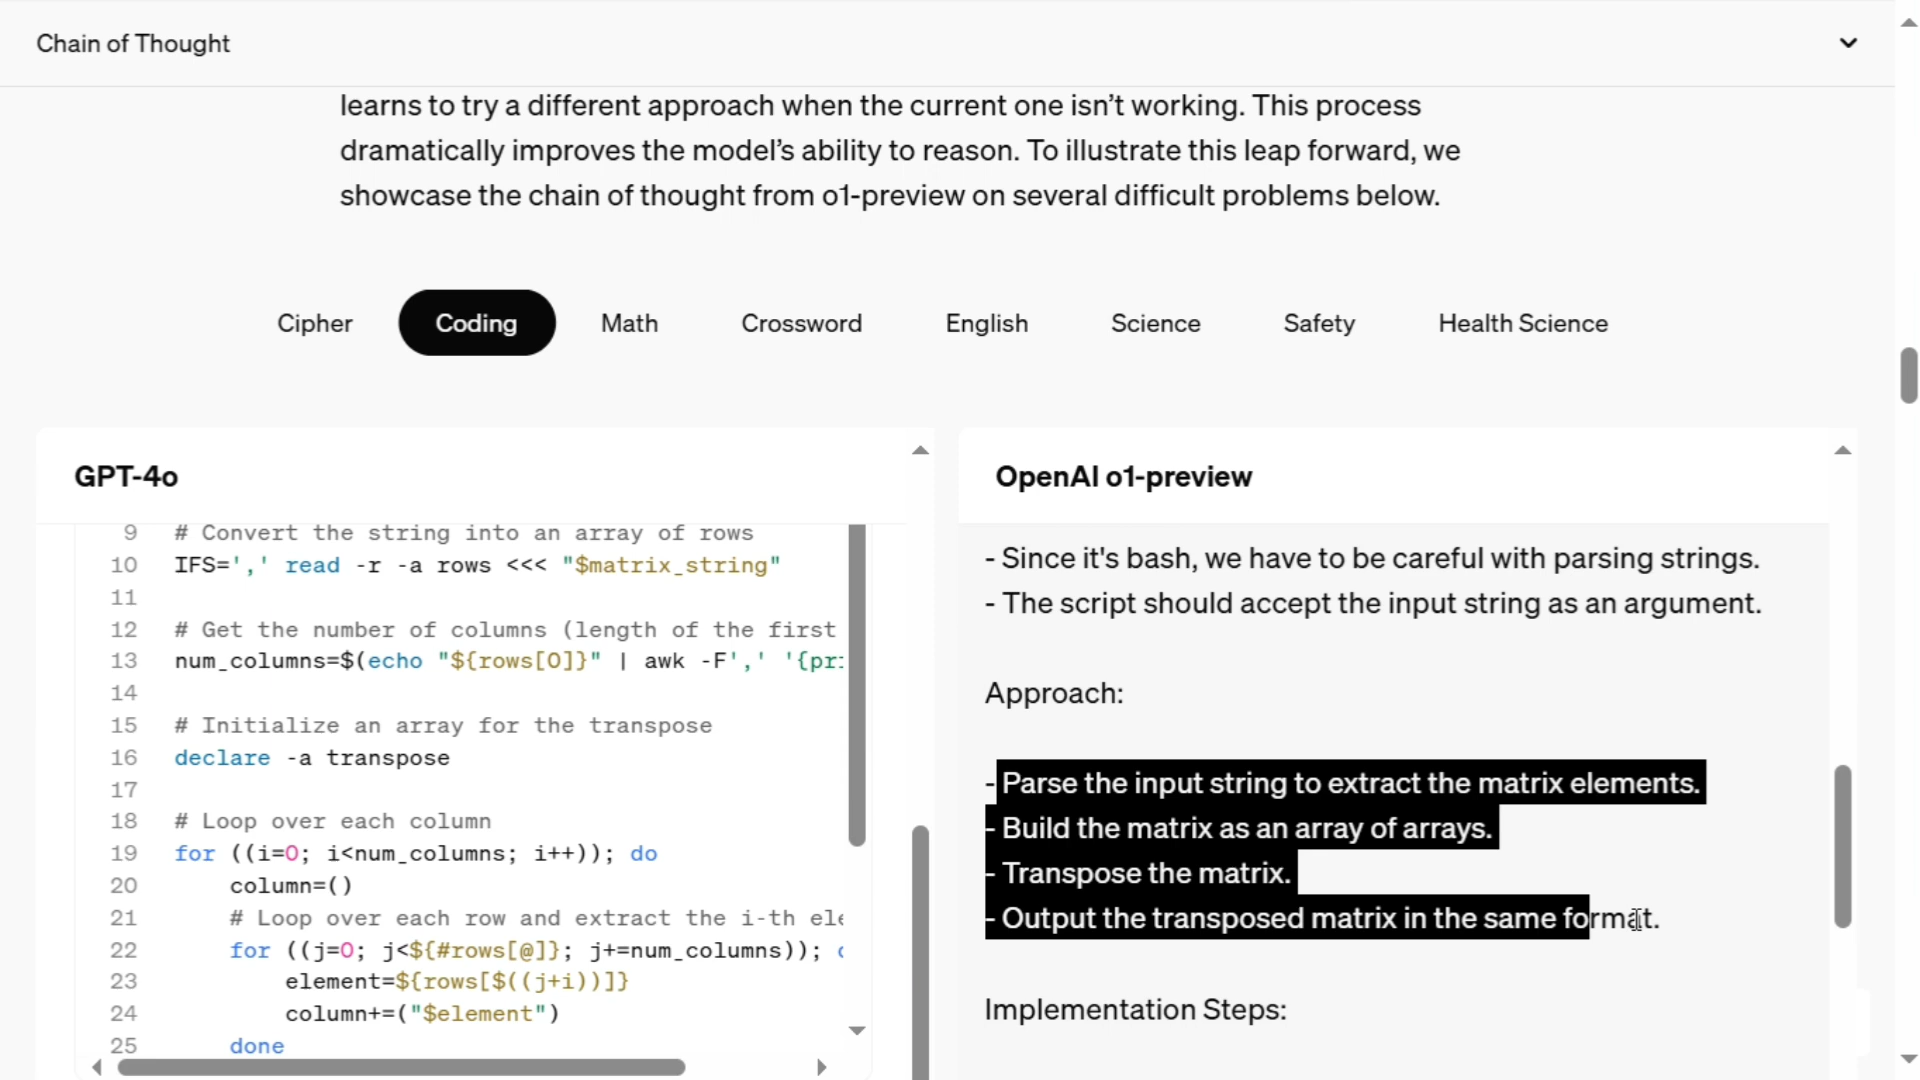 Chain of Thought
learns to try a different approach when the current one isn’t working. This process
dramatically improves the model’s ability to reason. To illustrate this leap forward, we
showcase the chain of thought from o1-preview on several difficult problems below.
Cipher Coding Math Crossword English Science Safety Health Science
GPT-4o
9 # Convert the string into an array of rows
10 IFS=',' read -r -a rows <<< "$matrix_string"
11
12 # Get the number of columns (length of the first
13 num_columns=$(echo "${rows[0]}" | awk -F',' '{pr
14
15 # Initialize an array for the transpose
16 declare -a transpose
17
18 # Loop over each column
19 for ((i=0; i<num_columns; i++)); do
20 column=()
21 # Loop over each row and extract the i-th ele
22 for ((j=0; j<${#rows[@]}; j+=num_columns));
23 element=${rows[$((j+i))]}
24 column+=("$element")
25 done
OpenAI o1-preview
- Since it's bash, we have to be careful with parsing strings.
- The script should accept the input string as an argument.
Approach:
- Parse the input string to extract the matrix elements.
- Build the matrix as an array of arrays.
- Transpose the matrix.
- Output the transposed matrix in the same format.
Implementation Steps: